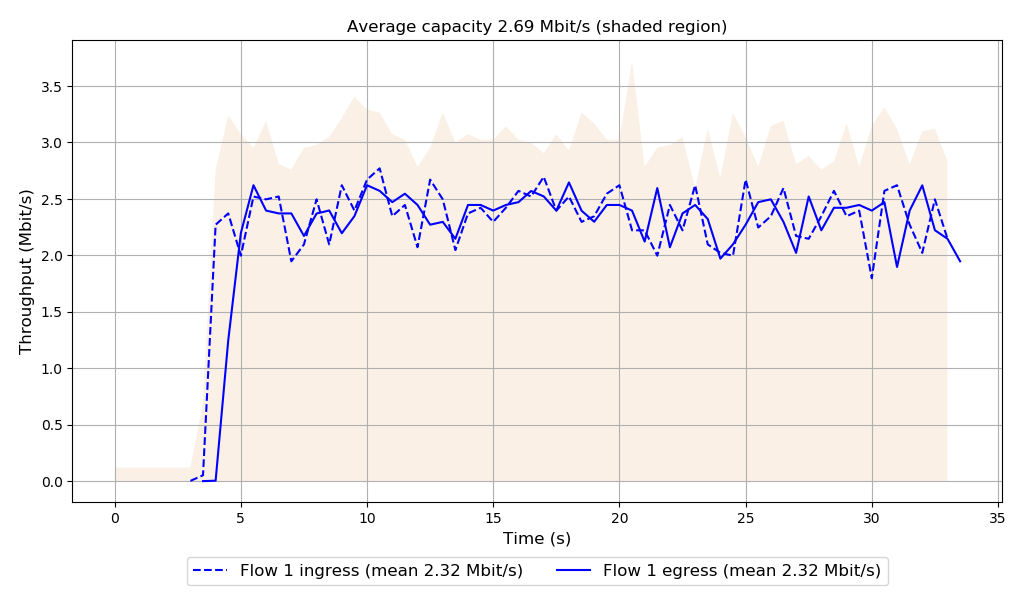 Average capacity 2.69 Mbit/s (shaded region)
Throughput (Mbit/s)
3.5
3.0
2.5
2.0
1.5
1.0
0.5
0.0
0 5 10 15 20 25 30 35
Time (s)
Flow 1 ingress (mean 2.32 Mbit/s) Flow 1 egress (mean 2.32 Mbit/s)